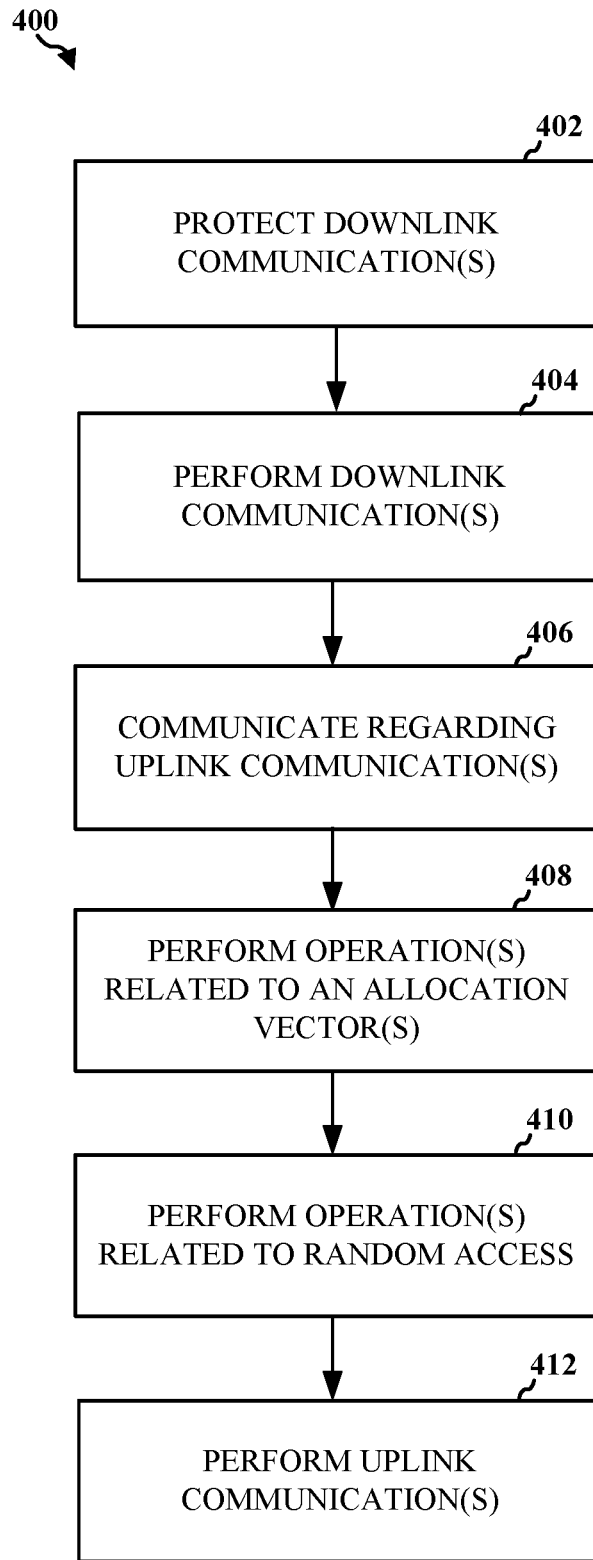 400
402
PROTECT DOWNLINK
COMMUNICATION(S)
404
PERFORM DOWNLINK
COMMUNICATION(S)
406
COMMUNICATE REGARDING
UPLINK COMMUNICATION(S)
408
PERFORM OPERATION(S)
RELATED TO AN ALLOCATION
VECTOR(S)
410
PERFORM OPERATION(S)
RELATED TO RANDOM ACCESS
412
PERFORM UPLINK
COMMUNICATION(S)